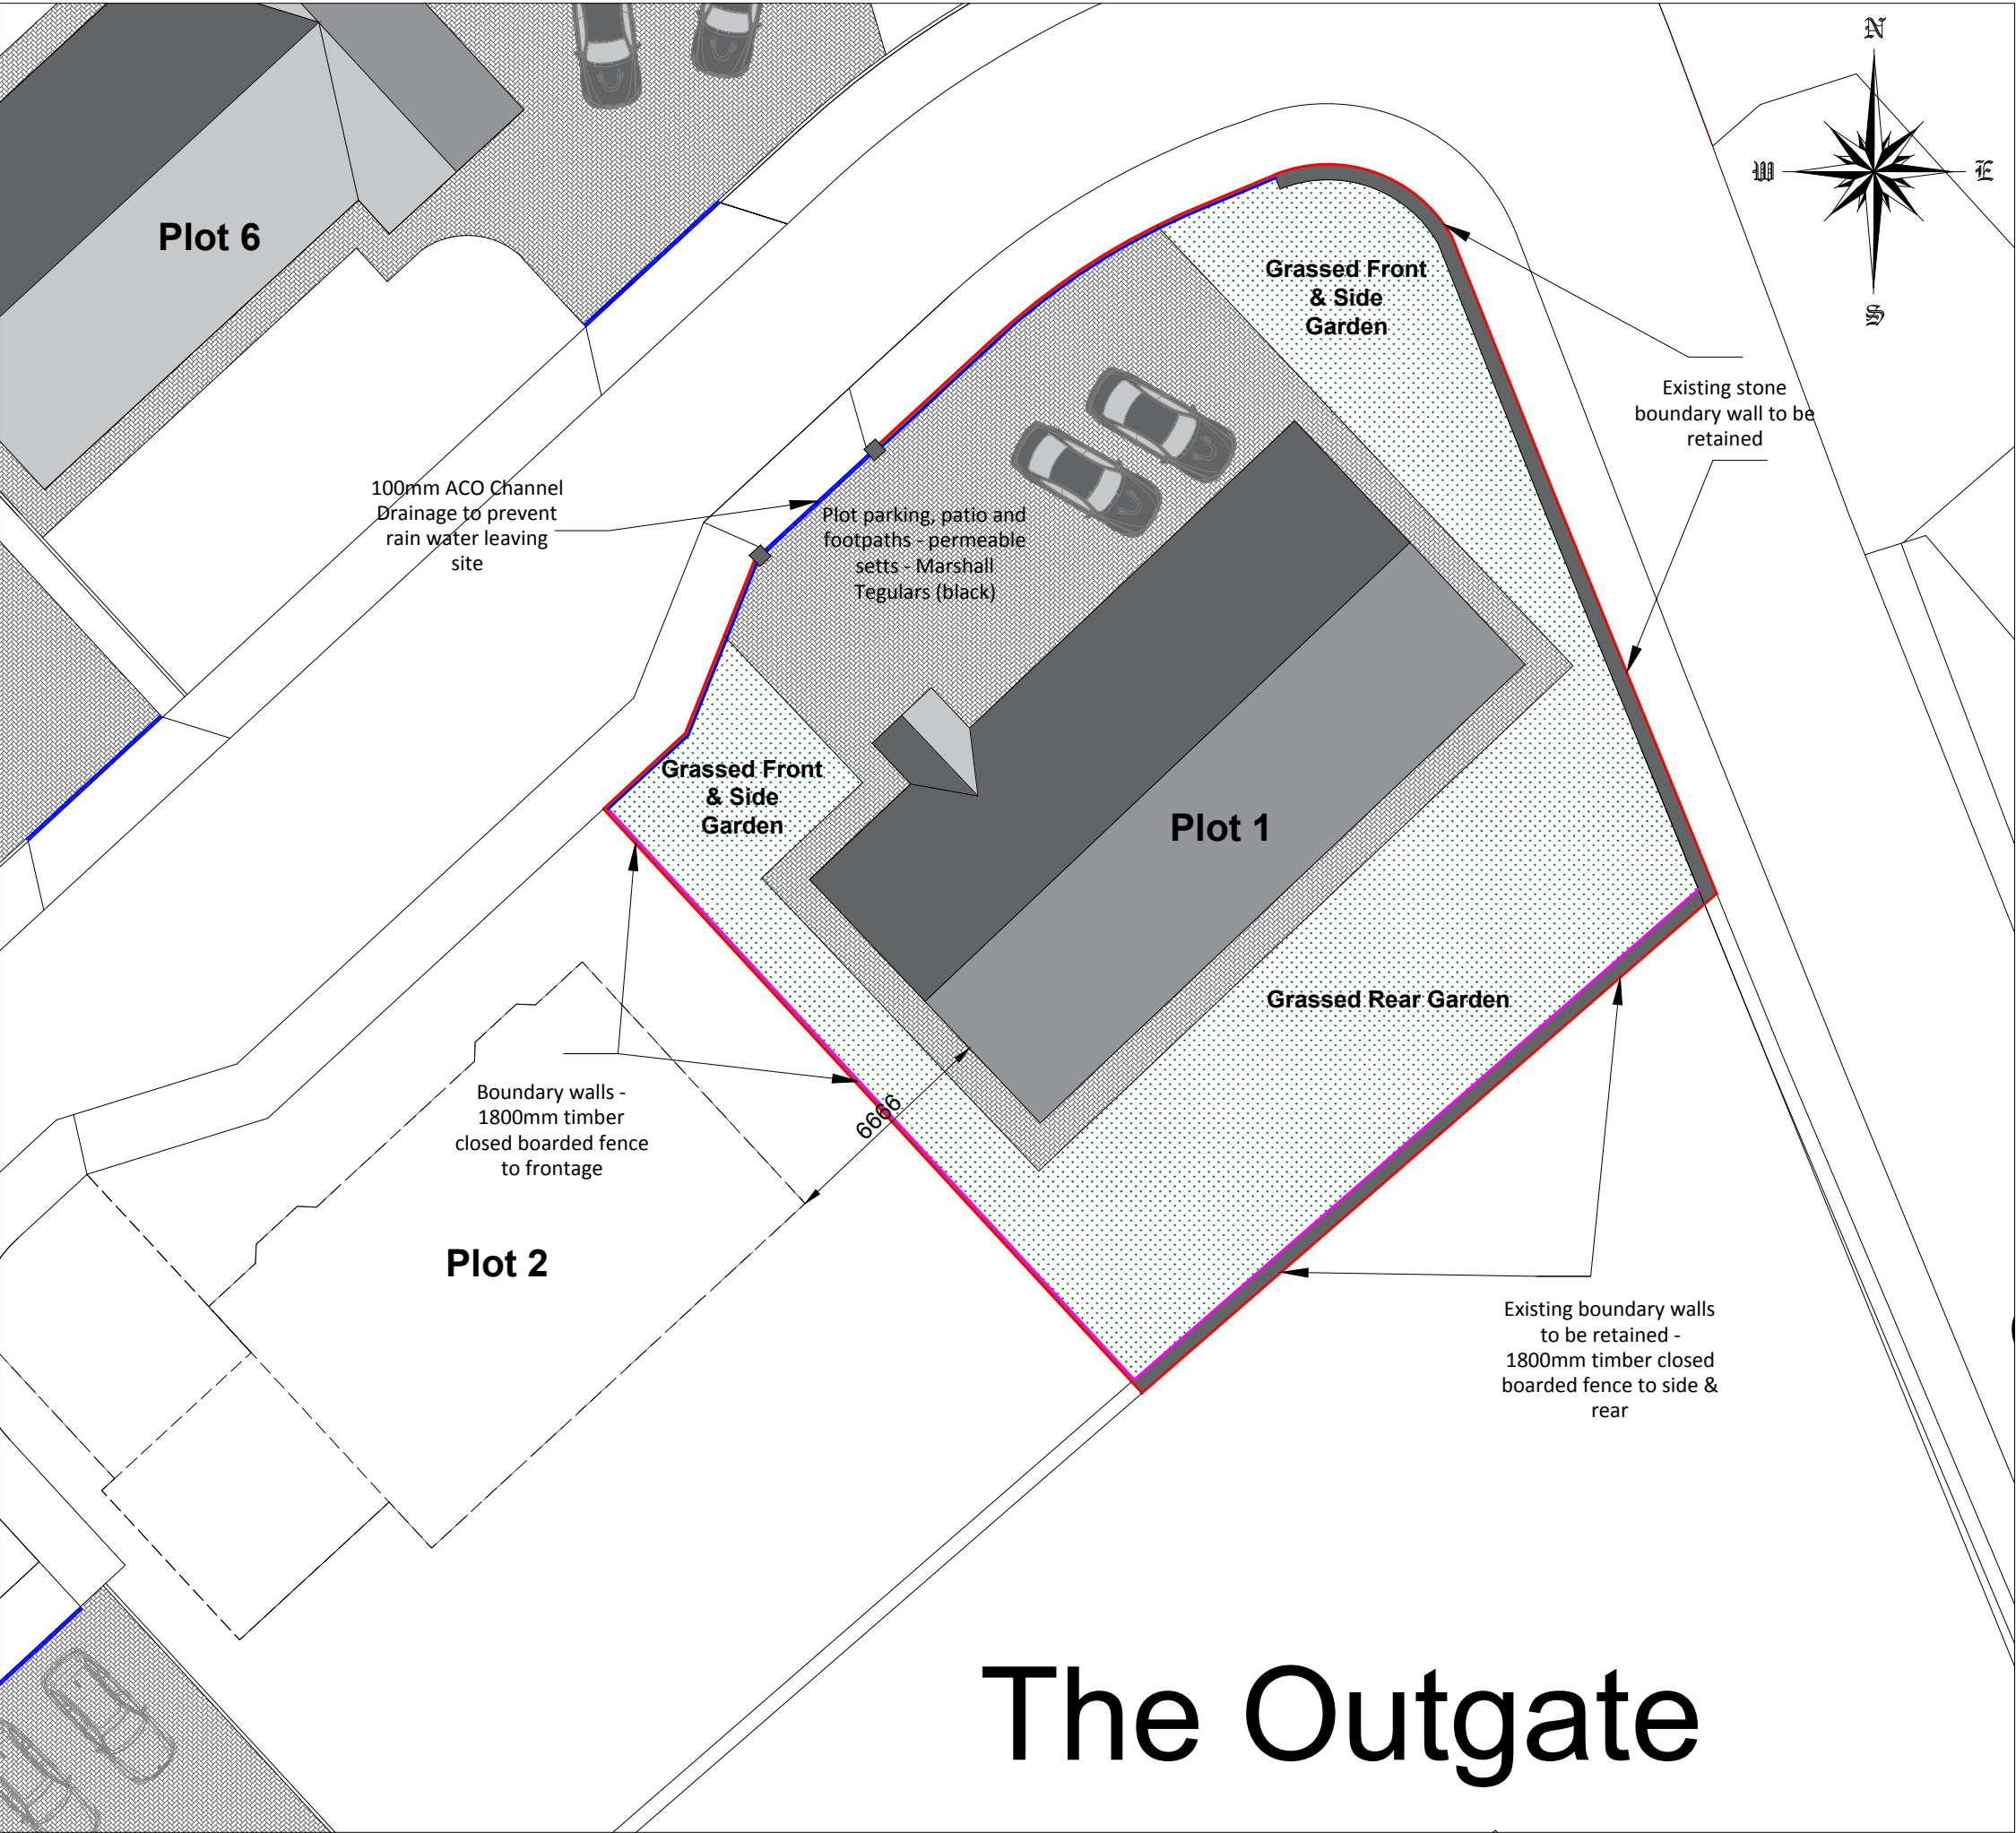 N
W
E
S
Plot 6
Grassed Front
& Side
Garden
Existing stone
boundary wall to be
retained
100mm ACO Channel
Drainage to prevent
rain water leaving
site
Plot parking, patio and
footpaths - permeable
setts - Marshall
Tegulars (black)
Grassed Front
& Side
Garden
Plot 1
Grassed Rear Garden
Boundary walls -
1800mm timber
closed boarded fence
to frontage
6666
Plot 2
Existing boundary walls
to be retained -
1800mm timber closed
boarded fence to side &
rear
The Outgate